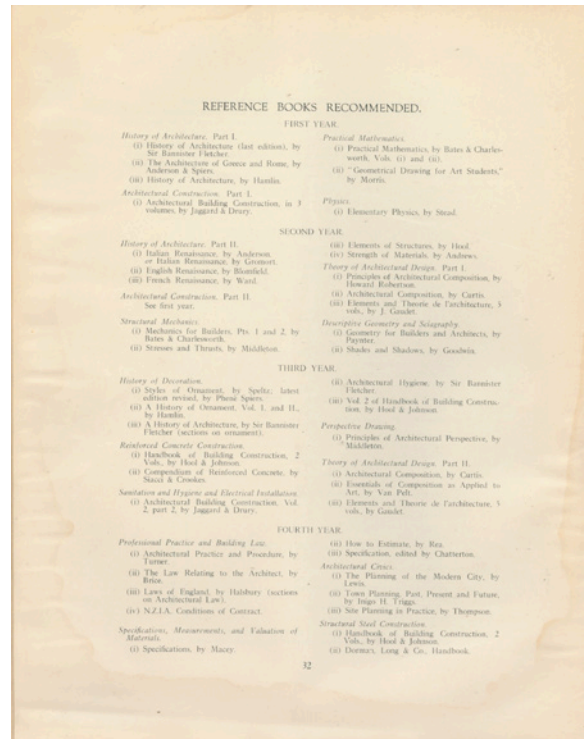 REFERENCE BOOKS RECOMMENDED.
FIRST YEAR.
History of Architecture. Part I.
(i) History of Architecture (last edition), by
Sir Bannister Fletcher.
(ii) The Architecture of Greece and Rome, by
Anderson & Spiers.
(iii) History of Architecture, by Hamlin.
Architectural Construction. Part I.
(i) Architectural Building Construction, in 3
volumes, by Jaggard & Drury.
Practical Mathematics.
(i) Practical Mathematics, by Bates & Charles-
worth, Vols. (i) and (ii).
(ii) "Geometrical Drawing for Art Students,"
by Morris.
Physics.
(i) Elementary Physics, by Stead.
SECOND YEAR.
History of Architecture. Part II.
(i) Italian Renaissance, by Anderson.
or Italian Renaissance, by Gromort.
(ii) English Renaissance, by Blomfield.
(iii) French Renaissance, by Ward.
Architectural Construction. Part II.
See first year.
Structural Mechanics.
(i) Mechanics for Builders, Pts. 1 and 2, by
Bates & Charlesworth.
(ii) Stresses and Thrusts, by Middleton.
(iii) Elements of Structures, by Hool.
(iv) Strength of Materials, by Andrews.
Theory of Architectural Design. Part I.
(i) Principles of Architectural Composition, by
Howard Robertson.
(ii) Architectural Composition, by Curtis.
(iii) Elements and Theorie de l'architecture, 3
vols., by J. Gaudet.
Descriptive Geometry and Sciagraphy.
(i) Geometry for Builders and Architects, by
Paynter.
(ii) Shades and Shadows, by Goodwin.
THIRD YEAR.
History of Decoration.
(i) Styles of Ornament, by Speltz; latest
edition revised, by Phené Spiers.
(ii) A History of Ornament, Vol. I. and II.,
by Hamlin.
(iii) A History of Architecture, by Sir Bannister
Fletcher (sections on ornament).
Reinforced Concrete Construction.
(i) Handbook of Building Construction, 2
Vols., by Hool & Johnson.
(ii) Compendium of Reinforced Concrete, by
& Crookes.
Sanitation and Hygiene and Electrical Installation.
(i) Architectural Building Construction, Vol.
2, part 2, by Jaggard & Drury.
(ii) Architectural Hygiene, by Sir Bannister
Fletcher.
(iii) Vol. 2 of Handbook of Building Construc-
tion, by Hool & Johnson.
Perspective Drawing.
(i) Principles of Architectural Perspective, by
Middleton.
Theory of Architectural Design. Part II.
(i) Architectural Composition, by Curtis.
(ii) Essentials of Composition as Applied to
Art, by Van Pelt.
(iii) Elements and Theorie de l'architecture, 3
vols., by Gaudet.
FOURTH YEAR.
Professional Practice and Building Law.
(i) Architectural Practice and Procedure, by
Turner.
(ii) The Law Relating to the Architect, by
Brice.
(iii) Laws of England, by Halsbury (sections
on Architectural Law).
(iv) N.Z.I.A. Conditions of Contract.
Specifications, Measurements, and Valuation of
Materials.
(i) Specifications, by Macey.
(ii) How to Estimate, by Rea.
(iii) Specification, edited by Chatterton.
Architectural Civics.
(i) The Planning of the Modern City, by
Lewis.
(ii) Town Planning, Past, Present and Future,
by Inigo H. Triggs.
(iii) Site Planning in Practice, by Thompson.
Structural Steel Construction.
(i) Handbook of Building Construction, 2
Vols., by Hool & Johnson.
(ii) Dorman, Long & Co., Handbook.
32